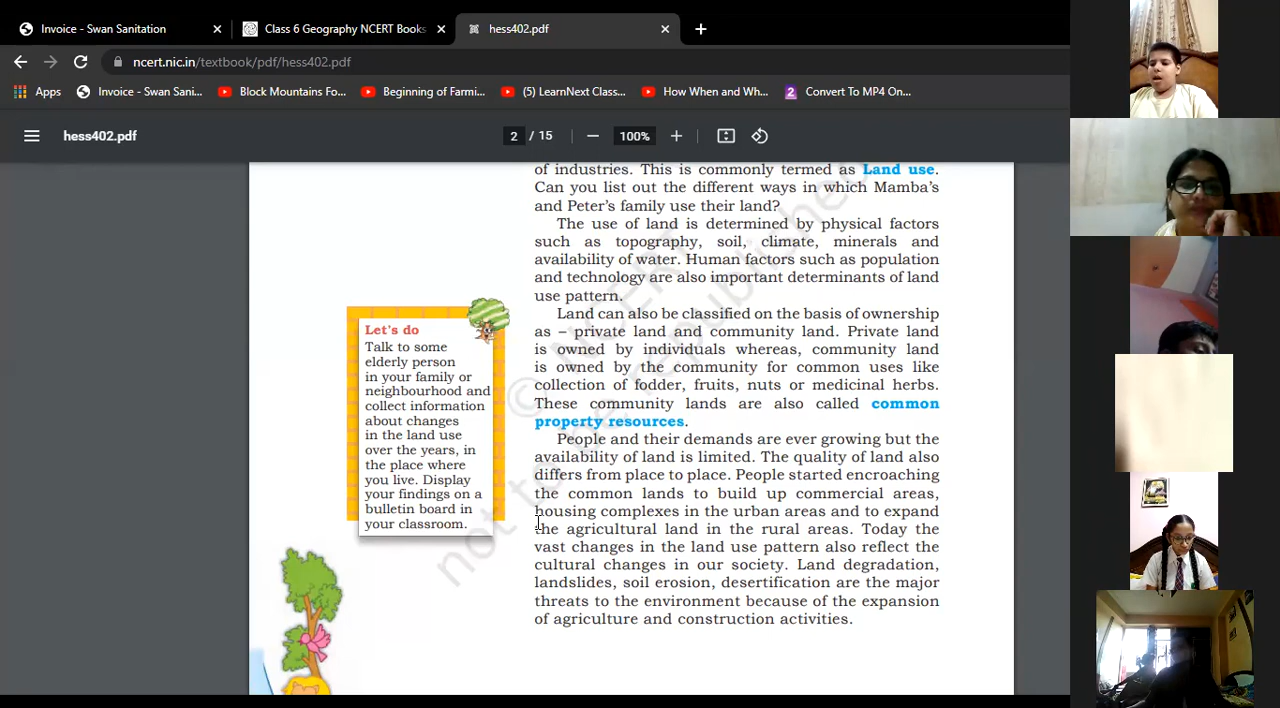 Invoice - Swan Sanitation
Class 6 Geography NCERT Books
hess402.pdf
ncert.nic.in/textbook/pdf/hess402.pdf
Apps
Invoice - Swan Sani...
Block Mountains Fo...
Beginning of Farmi...
(5) LearnNext Class...
How When and Wh...
Convert To MP4 On...
hess402.pdf
2 / 15
100%
of industries. This is commonly termed as Land use.
Can you list out the different ways in which Mamba's
and Peter's family use their land?
The use of land is determined by physical factors
such as topography, soil, climate, minerals and
availability of water. Human factors such as population
and technology are also important determinants of land
use pattern.
Land can also be classified on the basis of ownership
as – private land and community land. Private land
is owned by individuals whereas, community land
is owned by the community for common uses like
collection of fodder, fruits, nuts or medicinal herbs.
These community lands are also called common
property resources.
People and their demands are ever growing but the
availability of land is limited. The quality of land also
differs from place to place. People started encroaching
the common lands to build up commercial areas,
housing complexes in the urban areas and to expand
the agricultural land in the rural areas. Today the
vast changes in the land use pattern also reflect the
cultural changes in our society. Land degradation,
landslides, soil erosion, desertification are the major
threats to the environment because of the expansion
of agriculture and construction activities.
Let's do
Talk to some
elderly person
in your family or
neighbourhood and
collect information
about changes
in the land use
over the years, in
the place where
you live. Display
your findings on a
bulletin board in
your classroom.
© NCERT
not to be republished